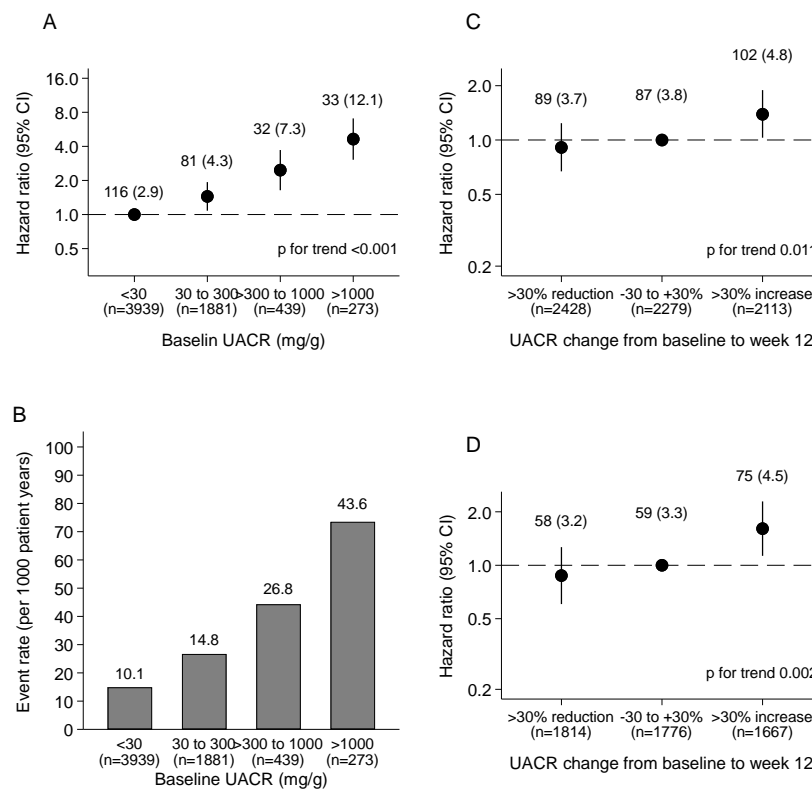 A
Hazard ratio (95% CI)
16.0
8.0
4.0
2.0
1.0
0.5
116 (2.9)
81 (4.3)
32 (7.3)
33 (12.1)
p for trend <0.001
<30
(n=3939)
30 to 300
(n=1881)
>300 to 1000
(n=439)
>1000
(n=273)
Baselin UACR (mg/g)
B
Event rate (per 1000 patient years)
100
90
80
70
60
50
40
30
20
10
0
10.1
14.8
26.8
43.6
<30
(n=3939)
30 to 300
(n=1881)
>300 to 1000
(n=439)
>1000
(n=273)
Baseline UACR (mg/g)
C
Hazard ratio (95% CI)
2.0
1.0
0.5
0.2
89 (3.7)
87 (3.8)
102 (4.8)
p for trend 0.011
>30% reduction
(n=2428)
-30 to +30%
(n=2279)
>30% increase
(n=2113)
UACR change from baseline to week 12
D
Hazard ratio (95% CI)
2.0
1.0
0.5
0.2
58 (3.2)
59 (3.3)
75 (4.5)
p for trend 0.002
>30% reduction
(n=1814)
-30 to +30%
(n=1776)
>30% increase
(n=1667)
UACR change from baseline to week 12